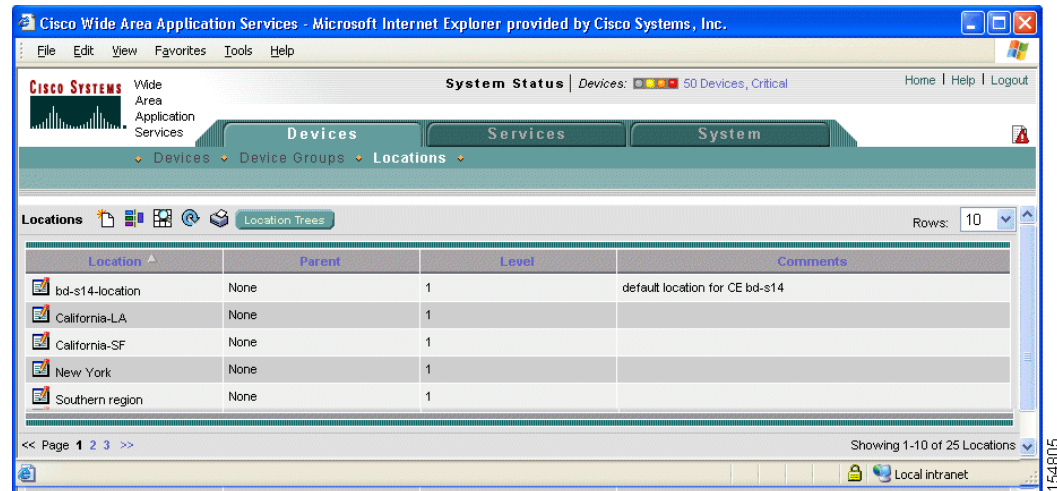 Cisco Wide Area Application Services - Microsoft Internet Explorer provided by Cisco Systems, Inc.
File Edit View Favorites Tools Help
CISCO SYSTEMS
Wide
Area
Application
Services
System Status | Devices: 50 Devices, Critical
Home | Help | Logout
Devices Services System
Devices Device Groups Locations
Locations Location Trees Rows: 10
Location Parent Level Comments
bd-s14-location None 1 default location for CE bd-s14
California-LA None 1
California-SF None 1
New York None 1
Southern region None 1
<< Page 1 2 3 >> Showing 1-10 of 25 Locations
Local intranet
154805